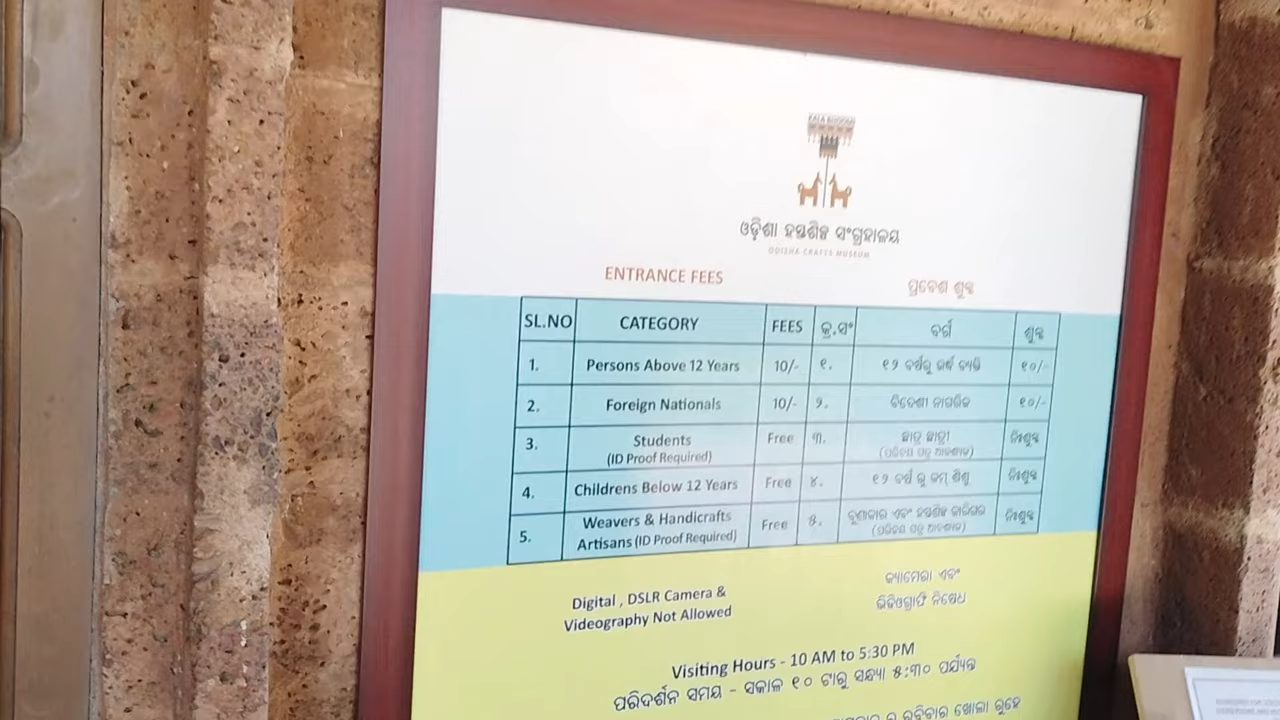 KALA BHOOMI
ଓଡ଼ିଶା ହସ୍ତଶିଳ୍ପ ସଂଗ୍ରହାଳୟ
ODISHA CRAFTS MUSEUM
ENTRANCE FEES
ପ୍ରବେଶ ଶୁଳ୍କ
SL.NO CATEGORY FEES କ୍ର.ସଂ ବର୍ଗ ଶୁଳ୍କ
1. Persons Above 12 Years 10/- ୧. ୧୨ ବର୍ଷରୁ ଉର୍ଦ୍ଧ ବ୍ୟକ୍ତି ୧୦/-
2. Foreign Nationals 10/- ୨. ବିଦେଶୀ ନାଗରିକ ୧୦/-
3. Students Free ୩. ଛାତ୍ର ଛାତ୍ରୀ ନିଃଶୁଳ୍କ
(ID Proof Required) (ପରିଚୟ ପତ୍ର ଆବଶ୍ୟକ)
4. Childrens Below 12 Years Free ୪. ୧୨ ବର୍ଷ ରୁ କମ୍ ଶିଶୁ ନିଃଶୁଳ୍କ
5. Weavers & Handicrafts Free ୫. ବୁଣାକାର ଏବଂ ହସ୍ତଶିଳ୍ପ କାରିଗର ନିଃଶୁଳ୍କ
Artisans (ID Proof Required) (ପରିଚୟ ପତ୍ର ଆବଶ୍ୟକ)
Digital , DSLR Camera &
Videography Not Allowed
କ୍ୟାମେରା ଏବଂ
ଭିଡିଓଗ୍ରାଫି ନିଷେଧ
Visiting Hours - 10 AM to 5:30 PM
ପରିଦର୍ଶନ ସମୟ - ସକାଳ ୧୦ ଟାରୁ ସନ୍ଧ୍ୟା ୫:୩୦ ପର୍ଯ୍ୟନ୍ତ
ରବିବାର ଖୋଲା ରୁହେ